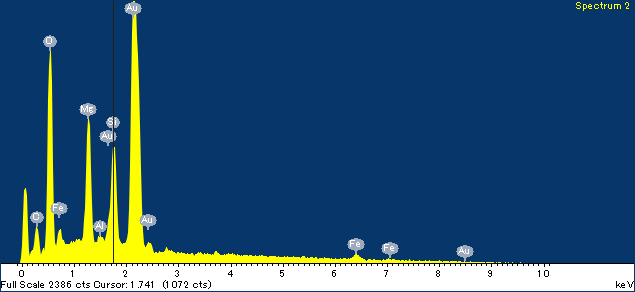 Spectrum 2
Au
O
Mg
Si
Au
Fe
O
Al
Au
Fe
Fe
Au
0 1 2 3 4 5 6 7 8 9 10
Full Scale 2386 cts Cursor: 1.741 (1072 cts) keV